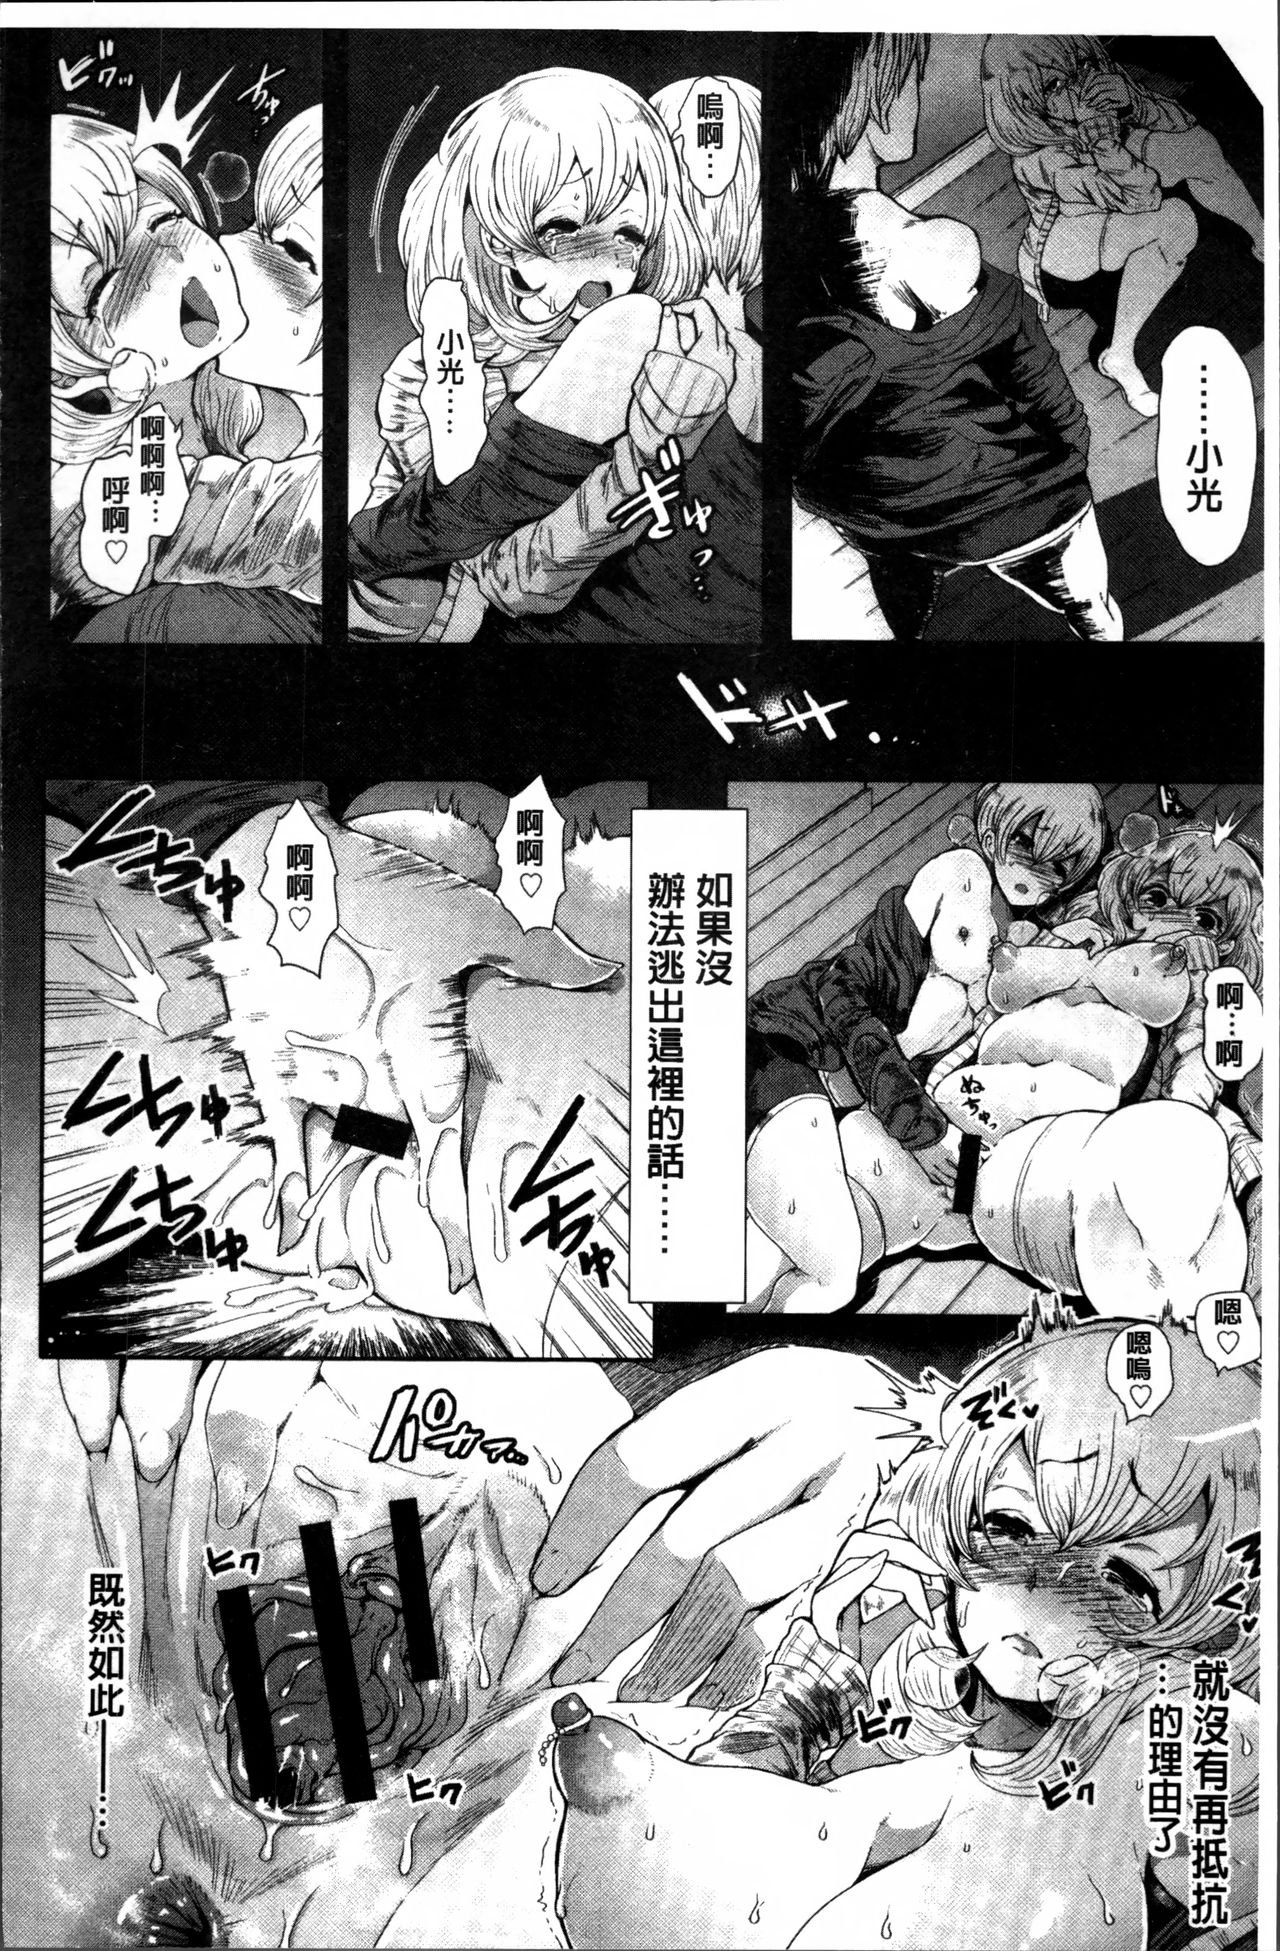 ……小光
嗚啊…
小光……
ぎゅっ…
ビクッ
ちゅっ…
啊啊啊…
呼啊♡
ドキ…
啊…啊
ぬちゅ…
如果沒
辦法逃出這裡的話……
啊啊♡
啊啊♡
くちゅ
くちゅ
くちゅ
くちゅ
嗯♡
嗯嗚♡
ぞくっ♥
ぞくっ♥
就沒有再抵抗
…的理由了
ビク
ビク
パカァ…
ヒク
ヒク
ヒク
既然如此——…